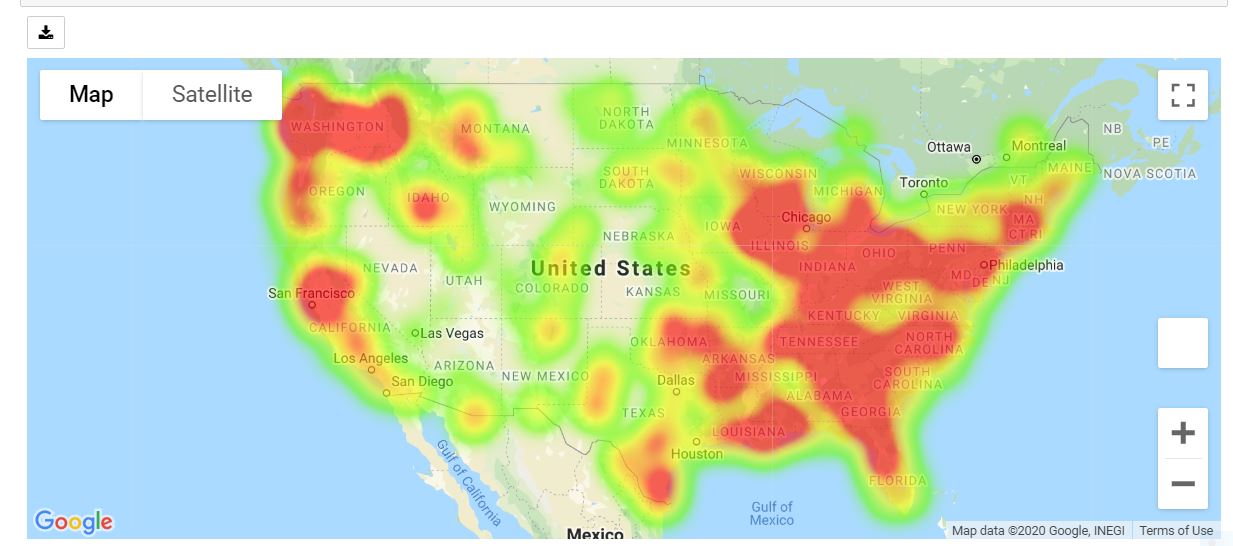 Map
Satellite
WASHINGTON
MONTANA
NORTH
DAKOTA
MINNESOTA
Ottawa
Montreal
NB
PE
NOVA SCOTIA
MAINE
VT
NH
Toronto
OREGON
IDAHO
WYOMING
SOUTH
DAKOTA
WISCONSIN
MICHIGAN
NEW YORK
MA
CT RI
Chicago
IOWA
ILLINOIS
NEBRASKA
INDIANA
OHIO
PENN
Philadelphia
MD
DE NJ
NEVADA
UTAH
United States
COLORADO
KANSAS
MISSOURI
WEST
VIRGINIA
KENTUCKY
VIRGINIA
San Francisco
CALIFORNIA
Las Vegas
Los Angeles
San Diego
ARIZONA
NEW MEXICO
OKLAHOMA
ARKANSAS
TENNESSEE
NORTH
CAROLINA
Dallas
MISSISSIPPI
SOUTH
CAROLINA
ALABAMA
GEORGIA
TEXAS
LOUISIANA
Houston
FLORIDA
Gulf of California
Gulf of
Mexico
Mexico
Google
Map data ©2020 Google, INEGI
Terms of Use